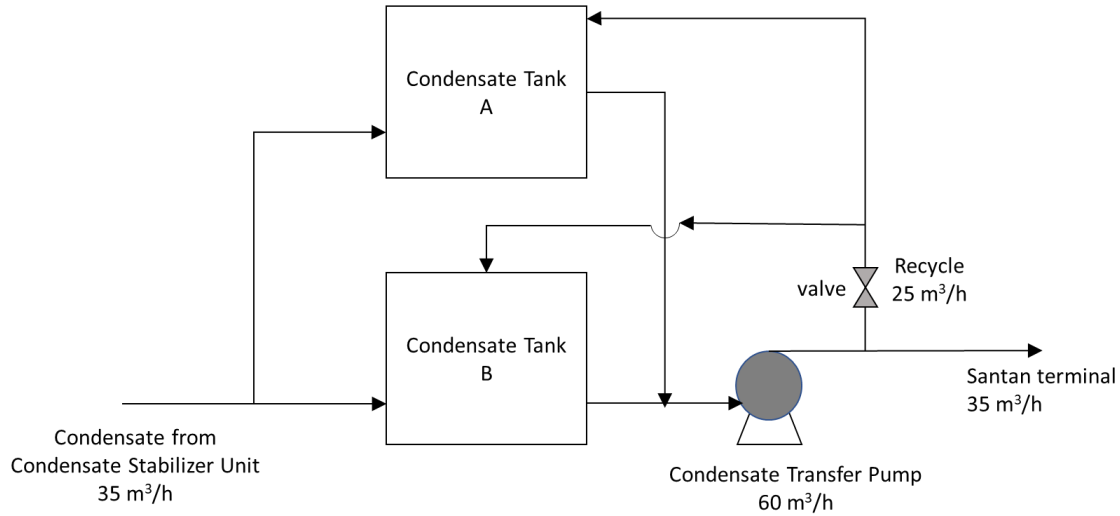 Condensate Tank
A
Recycle
25 m³/h
valve
Condensate Tank
B
Santan terminal
35 m³/h
Condensate from
Condensate Stabilizer Unit
35 m³/h
Condensate Transfer Pump
60 m³/h